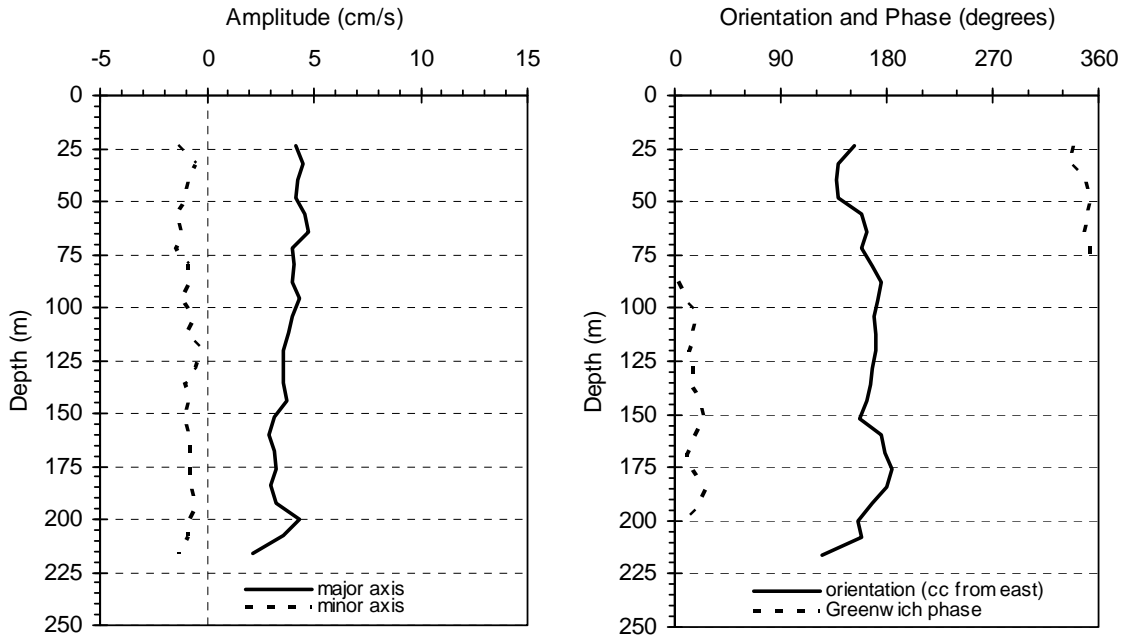 Amplitude (cm/s)
-5 0 5 10 15
0
25
50
75
100
125
150
175
200
225
250
Depth (m)
major axis
minor axis
Orientation and Phase (degrees)
0 90 180 270 360
0
25
50
75
100
125
150
175
200
225
250
Depth (m)
orientation (cc from east)
Greenwich phase